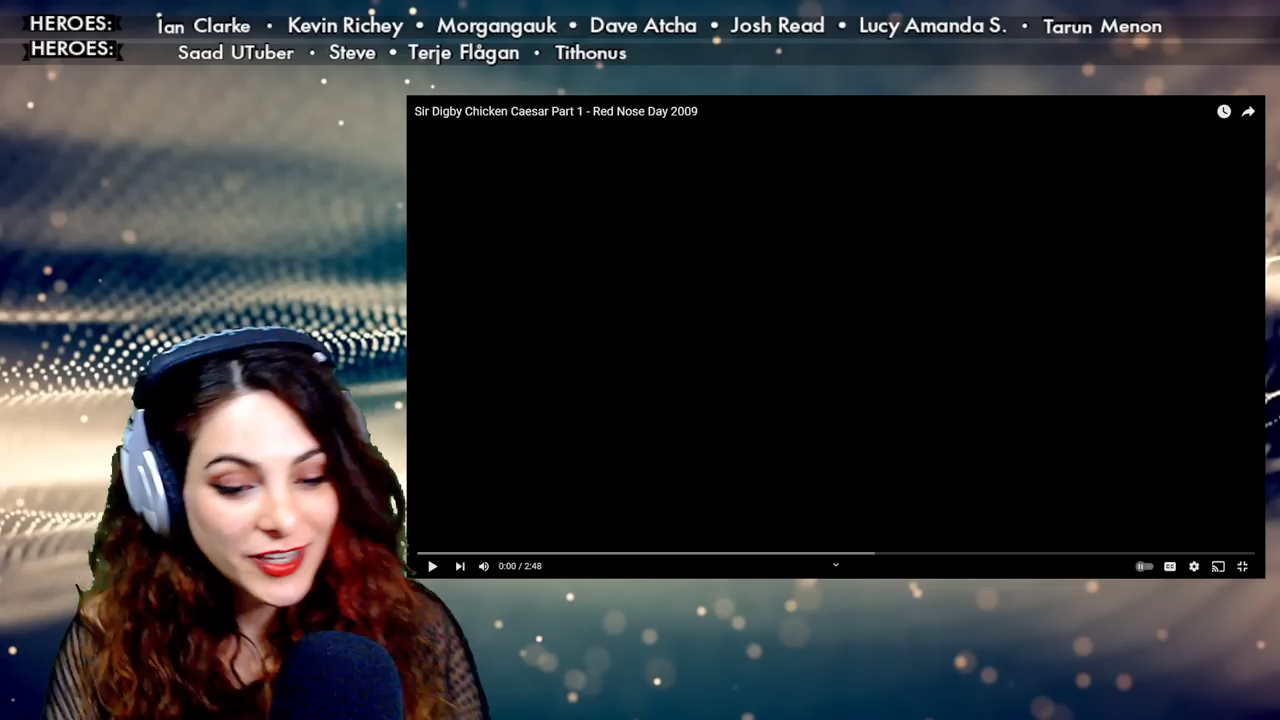 HEROES: Ian Clarke • Kevin Richey • Morgangauk • Dave Atcha • Josh Read • Lucy Amanda S. • Tarun Menon
HEROES: Saad UTuber • Steve • Terje Flågan • Tithonus
Sir Digby Chicken Caesar Part 1 - Red Nose Day 2009
0:00 / 2:48
CC